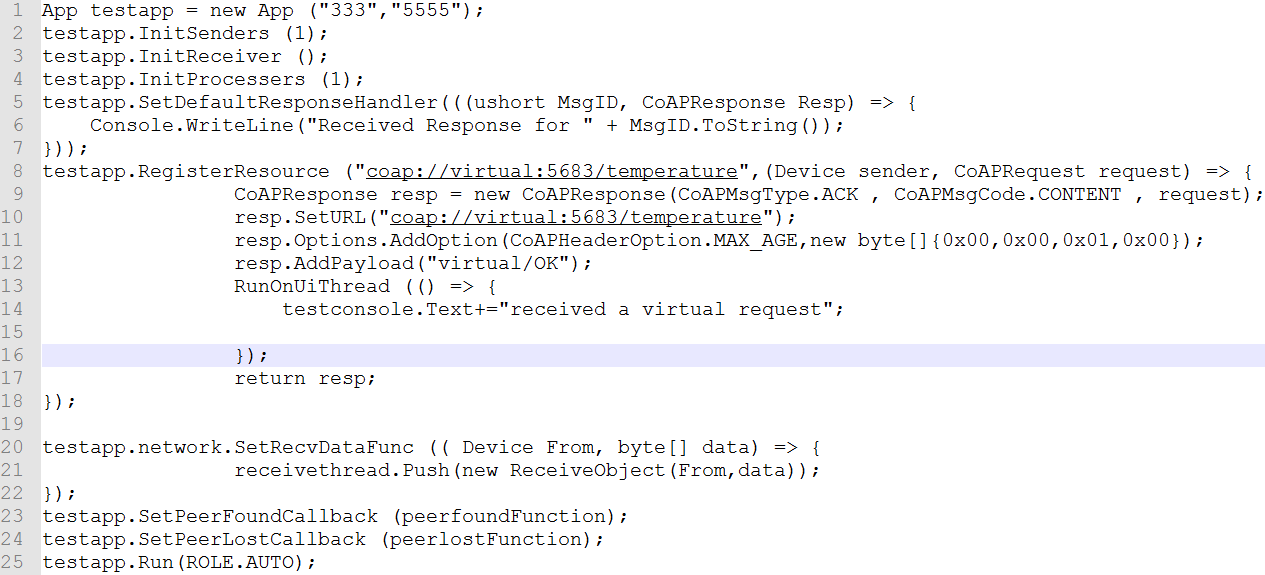 1 App testapp = new App ("333","5555");
2 testapp.InitSenders (1);
3 testapp.InitReceiver ();
4 testapp.InitProcessers (1);
5 testapp.SetDefaultResponseHandler(((ushort MsgID, CoAPResponse Resp) => {
6     Console.WriteLine("Received Response for " + MsgID.ToString());
7 }));
8 testapp.RegisterResource ("coap://virtual:5683/temperature",(Device sender, CoAPRequest request) => {
9                 CoAPResponse resp = new CoAPResponse(CoAPMsgType.ACK , CoAPMsgCode.CONTENT , request);
10                 resp.SetURL("coap://virtual:5683/temperature");
11                 resp.Options.AddOption(CoAPHeaderOption.MAX_AGE,new byte[]{0x00,0x00,0x01,0x00});
12                 resp.AddPayload("virtual/OK");
13                 RunOnUiThread (() => {
14                     testconsole.Text+="received a virtual request";
15
16                 });
17                 return resp;
18 });
19
20 testapp.network.SetRecvDataFunc (( Device From, byte[] data) => {
21                 receivethread.Push(new ReceiveObject(From,data));
22 });
23 testapp.SetPeerFoundCallback (peerfoundFunction);
24 testapp.SetPeerLostCallback (peerlostFunction);
25 testapp.Run(ROLE.AUTO);